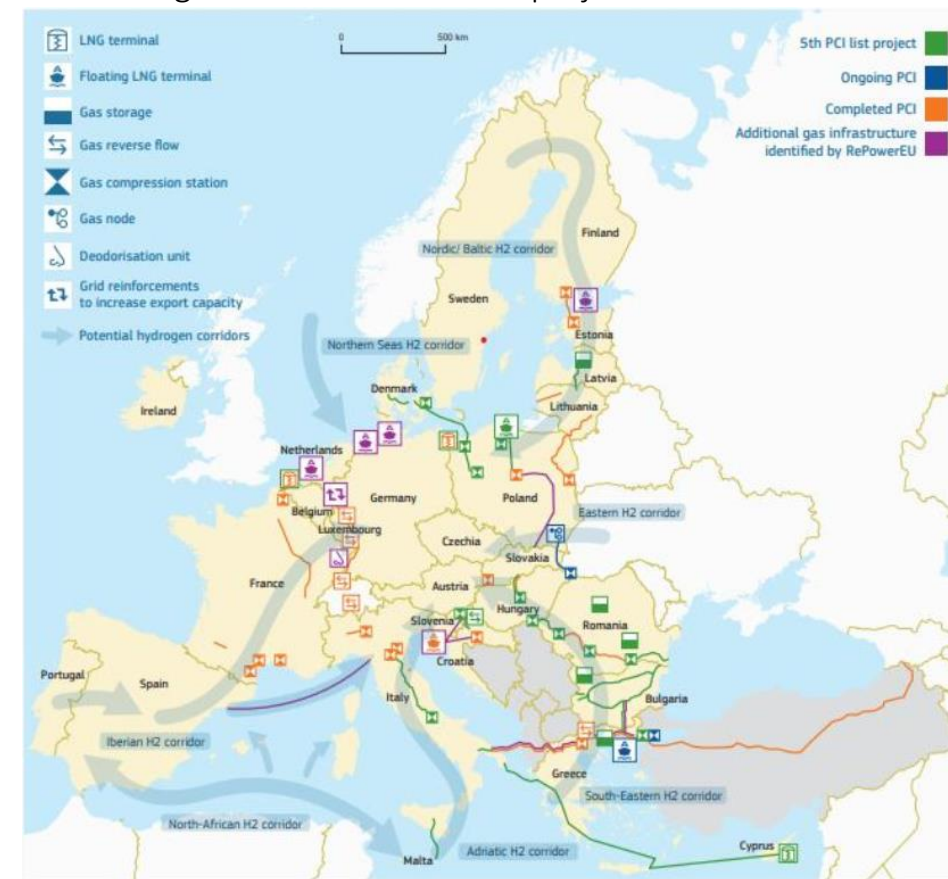 LNG terminal
Floating LNG terminal
Gas storage
Gas reverse flow
Gas compression station
Gas node
Deodorisation unit
Grid reinforcements
to increase export capacity
Potential hydrogen corridors
0 500 km
5th PCI list project
Ongoing PCI
Completed PCI
Additional gas infrastructure
identified by RePowerEU
Finland
Nordic/ Baltic H2 corridor
Sweden
Northern Seas H2 corridor
Estonia
Latvia
Denmark
Lithuania
Ireland
Netherlands
Germany
Poland
Belgium
Eastern H2 corridor
Luxembourg
Czechia
Slovakia
France
Austria
Hungary
Slovenia
Romania
Croatia
Portugal
Spain
Italy
Bulgaria
Iberian H2 corridor
Greece
South-Eastern H2 corridor
North-African H2 corridor
Adriatic H2 corridor
Cyprus
Malta